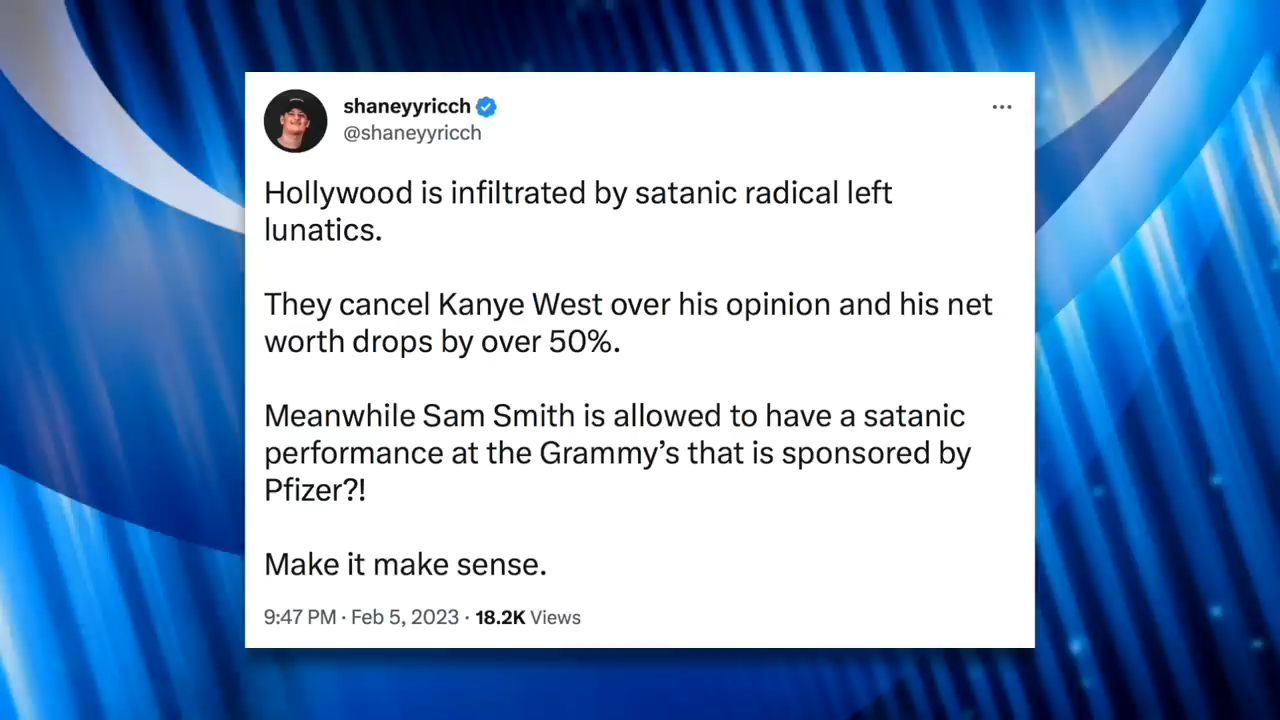 shaneyyricch
@shaneyyricch
Hollywood is infiltrated by satanic radical left
lunatics.
They cancel Kanye West over his opinion and his net
worth drops by over 50%.
Meanwhile Sam Smith is allowed to have a satanic
performance at the Grammy’s that is sponsored by
Pfizer?!
Make it make sense.
9:47 PM · Feb 5, 2023 · 18.2K Views